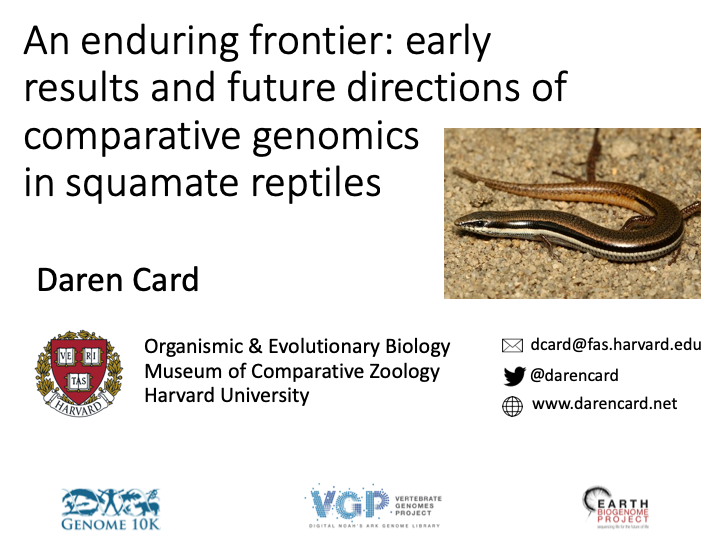 An enduring frontier: early
results and future directions of
comparative genomics
in squamate reptiles
Daren Card
VE RI
TAS
HARVARD
Organismic & Evolutionary Biology
Museum of Comparative Zoology
Harvard University
dcard@fas.harvard.edu
@darencard
www.darencard.net
GENOME 10K
VGP VERTEBRATE
GENOMES
PROJECT
DIGITAL NOAH'S ARK GENOME LIBRARY
EARTH
BIOGENOME
PROJECT
sequencing life for the future of life